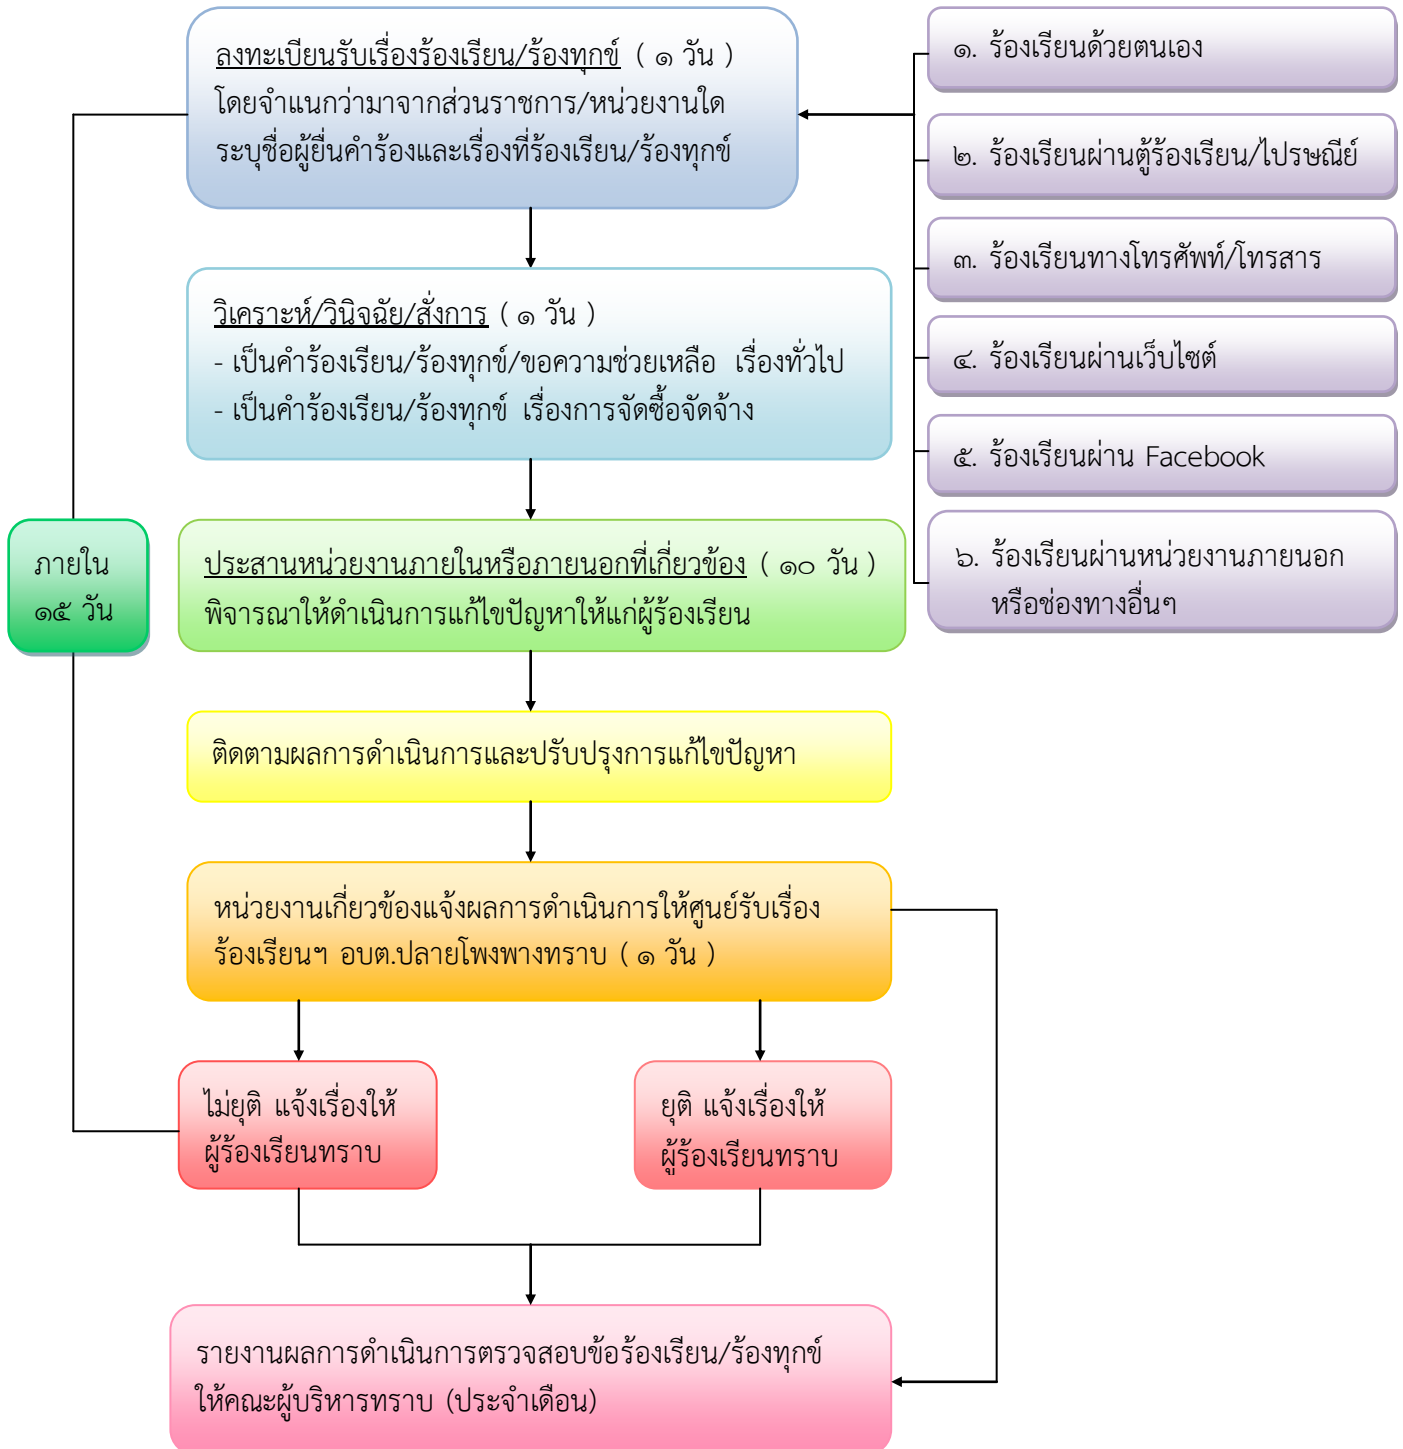 ลงทะเบียนรับเรื่องร้องเรียน/ร้องทุกข์ ( ๑ วัน )
โดยจำแนกว่ามาจากส่วนราชการ/หน่วยงานใด
ระบุชื่อผู้ยื่นคำร้องและเรื่องที่ร้องเรียน/ร้องทุกข์
๑. ร้องเรียนด้วยตนเอง
๒. ร้องเรียนผ่านตู้ร้องเรียน/ไปรษณีย์
๓. ร้องเรียนทางโทรศัพท์/โทรสาร
๔. ร้องเรียนผ่านเว็บไซต์
๕. ร้องเรียนผ่าน Facebook
๖. ร้องเรียนผ่านหน่วยงานภายนอก
หรือช่องทางอื่นๆ
วิเคราะห์/วินิจฉัย/สั่งการ ( ๑ วัน )
- เป็นคำร้องเรียน/ร้องทุกข์/ขอความช่วยเหลือ เรื่องทั่วไป
- เป็นคำร้องเรียน/ร้องทุกข์ เรื่องการจัดซื้อจัดจ้าง
ภายใน
๑๕ วัน
ประสานหน่วยงานภายในหรือภายนอกที่เกี่ยวข้อง ( ๑๐ วัน )
พิจารณาให้ดำเนินการแก้ไขปัญหาให้แก่ผู้ร้องเรียน
ติดตามผลการดำเนินการและปรับปรุงการแก้ไขปัญหา
หน่วยงานเกี่ยวข้องแจ้งผลการดำเนินการให้ศูนย์รับเรื่อง
ร้องเรียนฯ อบต.ปลายโพงพางทราบ ( ๑ วัน )
ไม่ยุติ แจ้งเรื่องให้
ผู้ร้องเรียนทราบ
ยุติ แจ้งเรื่องให้
ผู้ร้องเรียนทราบ
รายงานผลการดำเนินการตรวจสอบข้อร้องเรียน/ร้องทุกข์
ให้คณะผู้บริหารทราบ (ประจำเดือน)